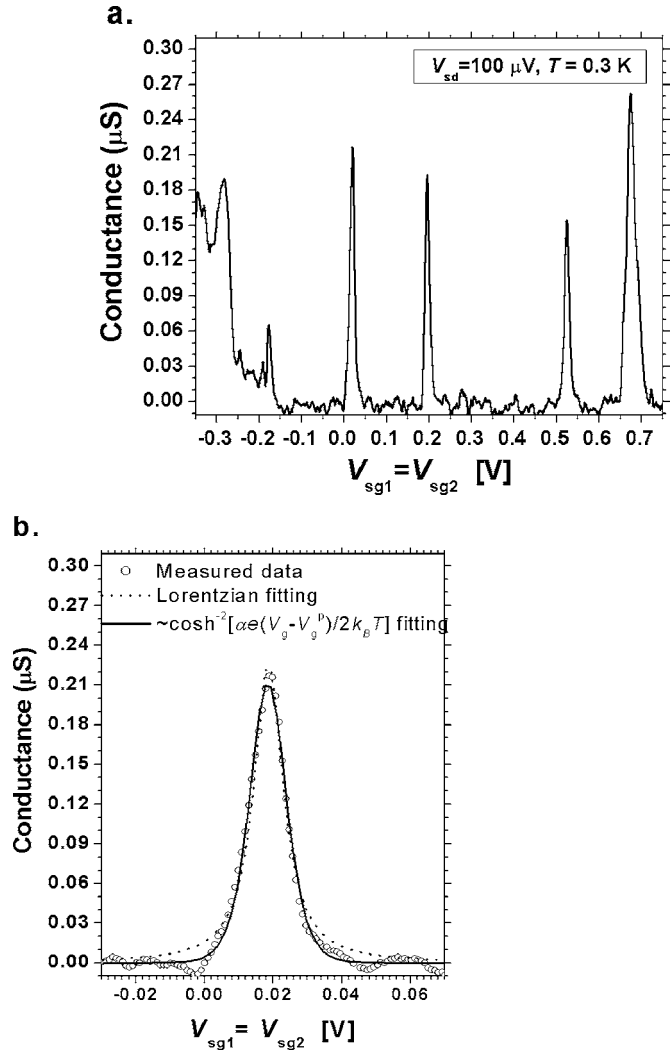 a.
0.30
0.27
0.24
0.21
0.18
0.15
0.12
0.09
0.06
0.03
0.00
Conductance (μS)
V_sd=100 μV, T = 0.3 K
-0.3 -0.2 -0.1 0.0 0.1 0.2 0.3 0.4 0.5 0.6 0.7
V_sg1=V_sg2 [V]
b.
0.30
0.27
0.24
0.21
0.18
0.15
0.12
0.09
0.06
0.03
0.00
Conductance (μS)
Measured data
Lorentzian fitting
~cosh^-2[αe(V_g-V_g^p)/2k_BT] fitting
-0.02 0.00 0.02 0.04 0.06
V_sg1= V_sg2 [V]